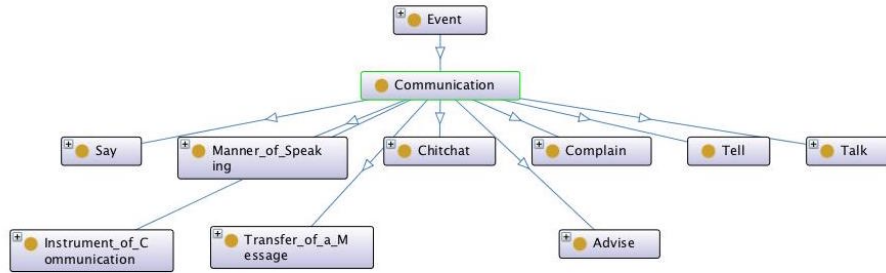 Event
Communication
Say
Manner_of_Speak
ing
Chitchat
Complain
Tell
Talk
Instrument_of_C
ommunication
Transfer_of_a_M
essage
Advise